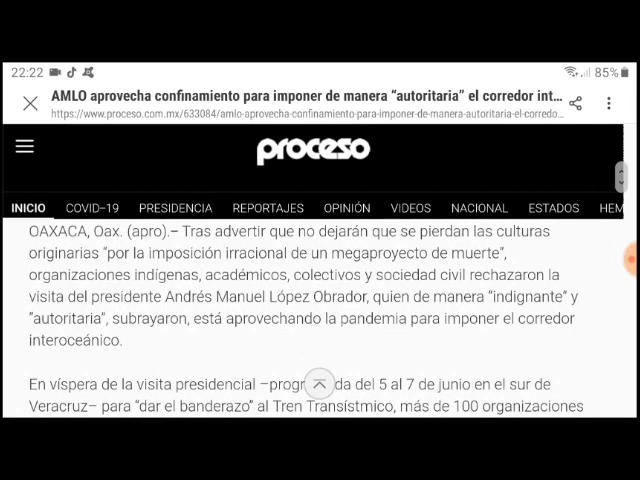 22:22
85%
AMLO aprovecha confinamiento para imponer de manera “autoritaria” el corredor int...
https://www.proceso.com.mx/633084/amlo-aprovecha-confinamiento-para-imponer-de-manera-autoritaria-el-corredo...
proceso
INICIO COVID-19 PRESIDENCIA REPORTAJES OPINIÓN VIDEOS NACIONAL ESTADOS HEM
OAXACA, Oax. (apro).– Tras advertir que no dejarán que se pierdan las culturas
originarias “por la imposición irracional de un megaproyecto de muerte”,
organizaciones indígenas, académicos, colectivos y sociedad civil rechazaron la
visita del presidente Andrés Manuel López Obrador, quien de manera “indignante” y
”autoritaria”, subrayaron, está aprovechando la pandemia para imponer el corredor
interoceánico.
En víspera de la visita presidencial –progr da del 5 al 7 de junio en el sur de
Veracruz– para “dar el banderazo” al Tren Transístmico, más de 100 organizaciones